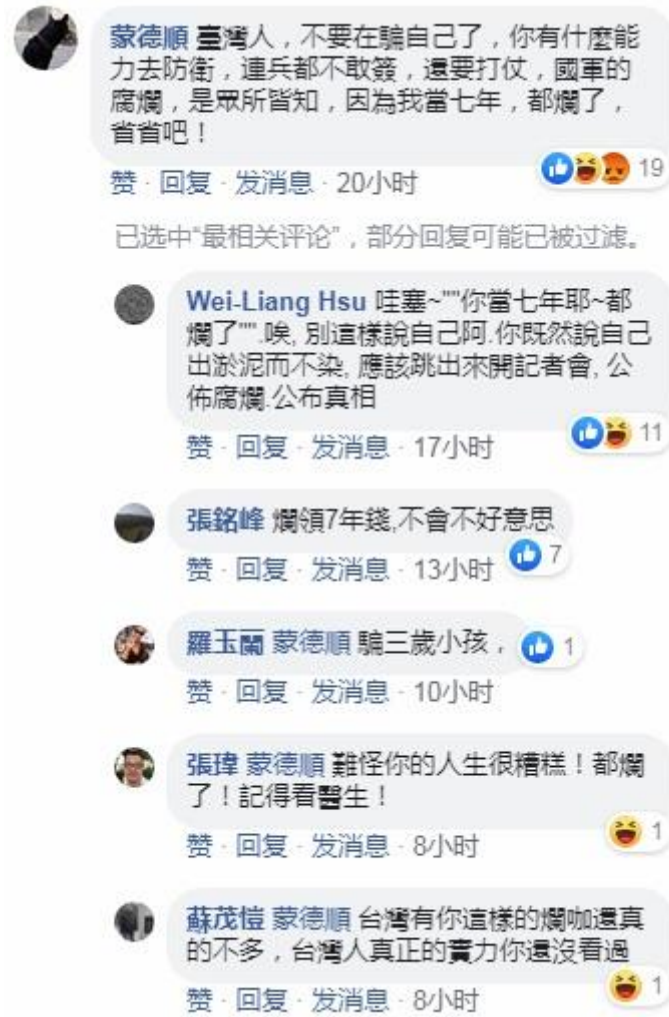 蒙德順 臺灣人，不要在騙自己了，你有什麼能
力去防衛，連兵都不敢簽，還要打仗，國軍的
腐爛，是眾所皆知，因為我當七年，都爛了，
省省吧！
赞 · 回复 · 发消息 · 20小时
19
已选中“最相关评论”，部分回复可能已被过滤。
Wei-Liang Hsu 哇塞~""你當七年耶~都
爛了"".唉, 別這樣說自己阿.你既然說自己
出淤泥而不染, 應該跳出來開記者會, 公
佈腐爛.公布真相
11
赞 · 回复 · 发消息 · 17小时
張銘峰 爛領7年錢,不會不好意思
赞 · 回复 · 发消息 · 13小时
7
羅玉蘭 蒙德順 騙三歲小孩，
1
赞 · 回复 · 发消息 · 10小时
張瑋 蒙德順 難怪你的人生很糟糕！都爛
了！記得看醫生！
1
赞 · 回复 · 发消息 · 8小时
蘇茂愷 蒙德順 台灣有你這樣的爛咖還真
的不多，台灣人真正的實力你還沒看過
1
赞 · 回复 · 发消息 · 8小时